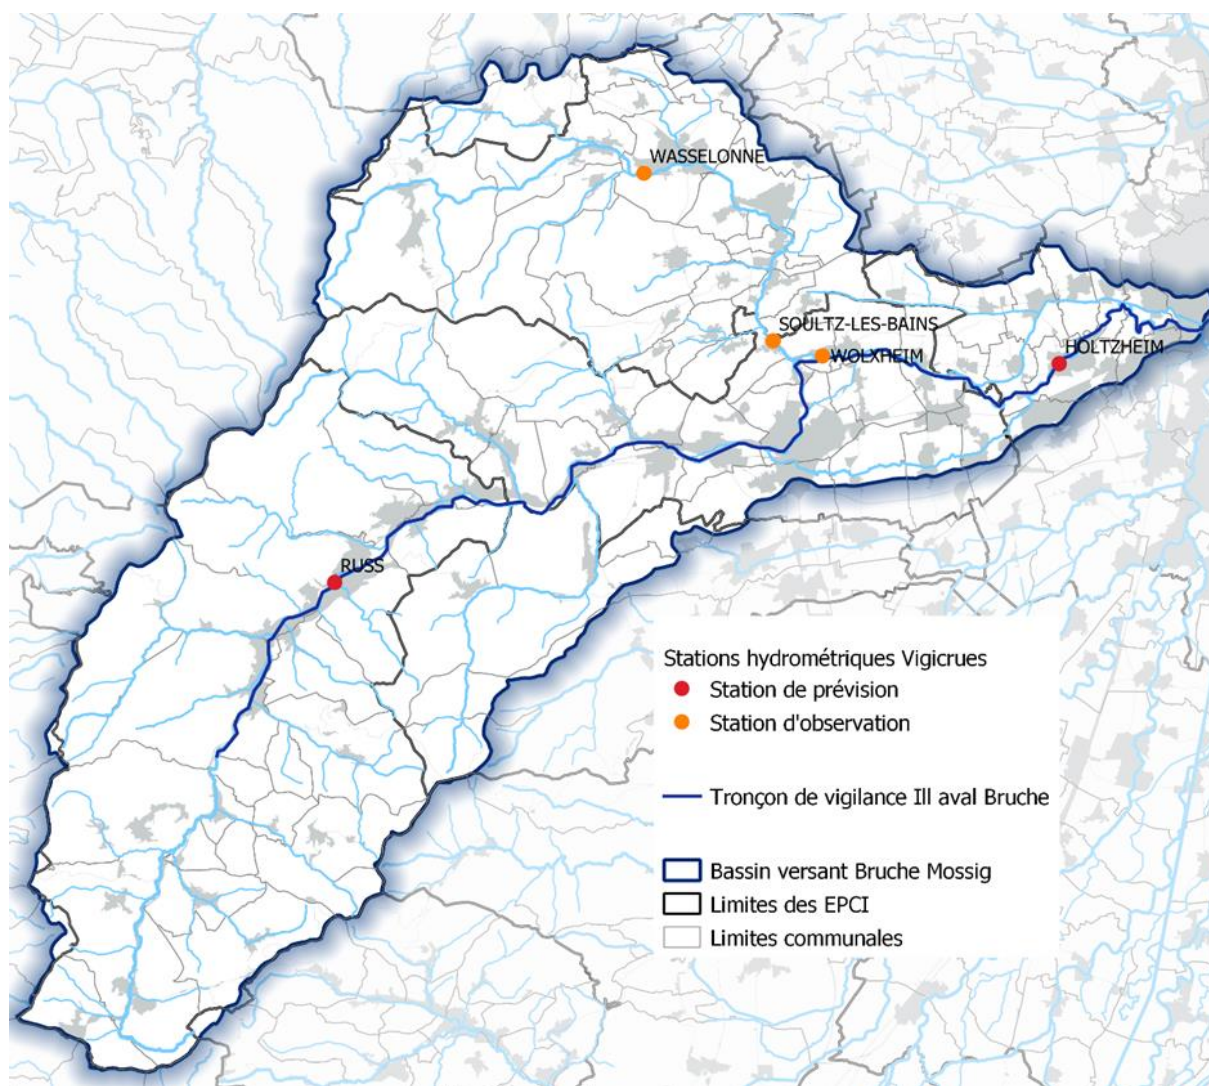 WASSELONNE
SOULTZ-LES-BAINS
WOLXHEIM
HOLTZHEIM
RUSS
Stations hydrométriques Vigicrues
Station de prévision
Station d'observation
Tronçon de vigilance Ill aval Bruche
Bassin versant Bruche Mossig
Limites des EPCI
Limites communales